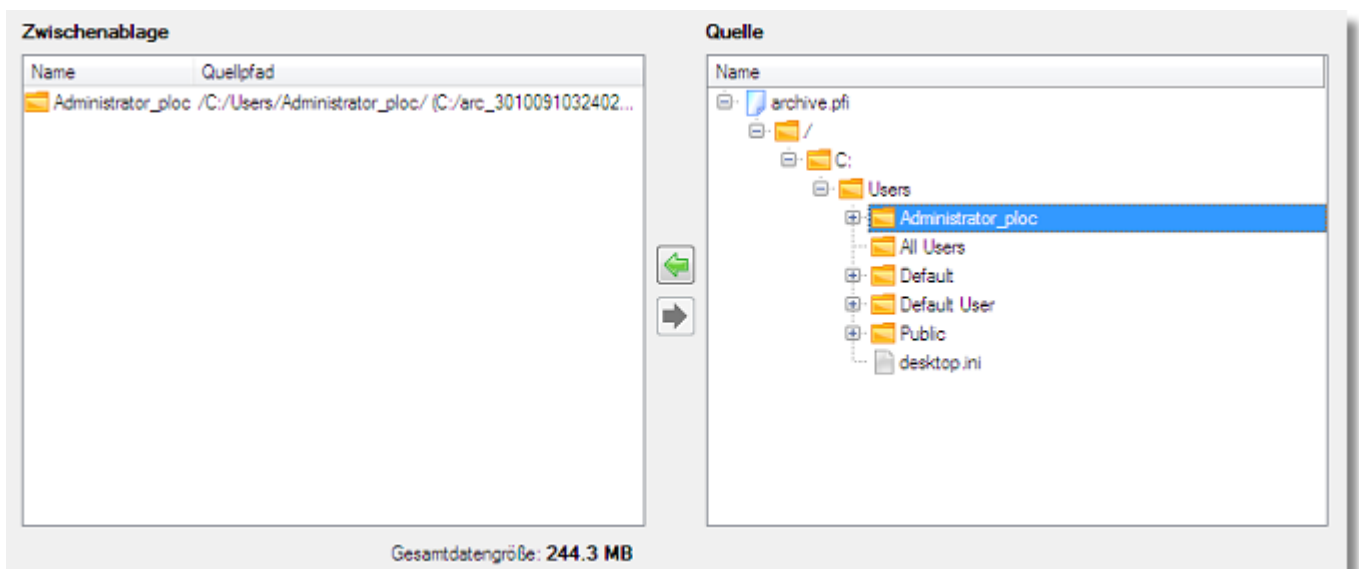 Zwischenablage
Name Quellpfad
Administrator_ploc /C:/Users/Administrator_ploc/ (C:/arc_3010091032402...
Gesamtdatengröße: 244.3 MB
Quelle
Name
archive.pfi
/
C:
Users
Administrator_ploc
All Users
Default
Default User
Public
desktop.ini